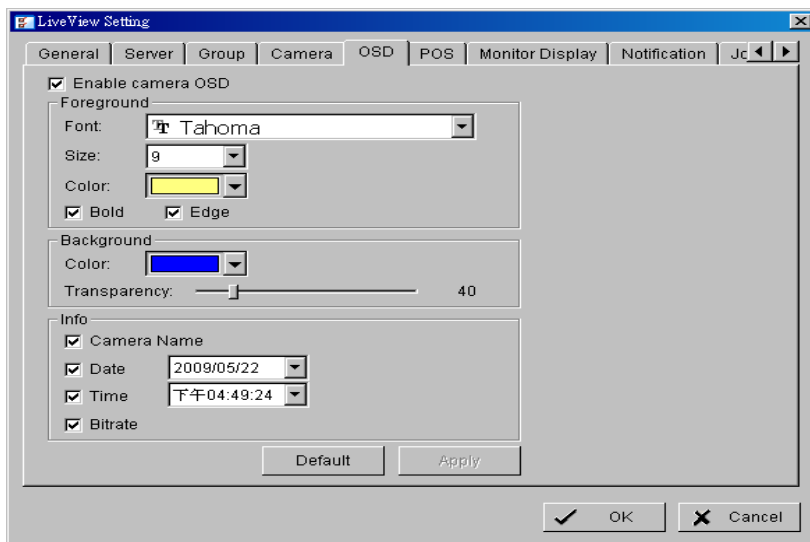 LiveView Setting
General Server Group Camera OSD POS Monitor Display Notification
Enable camera OSD
Foreground
Font: Tahoma
Size: 9
Color:
Bold Edge
Background
Color:
Transparency: 40
Info
Camera Name
Date 2009/05/22
Time 下午04:49:24
Bitrate
Default Apply
OK Cancel